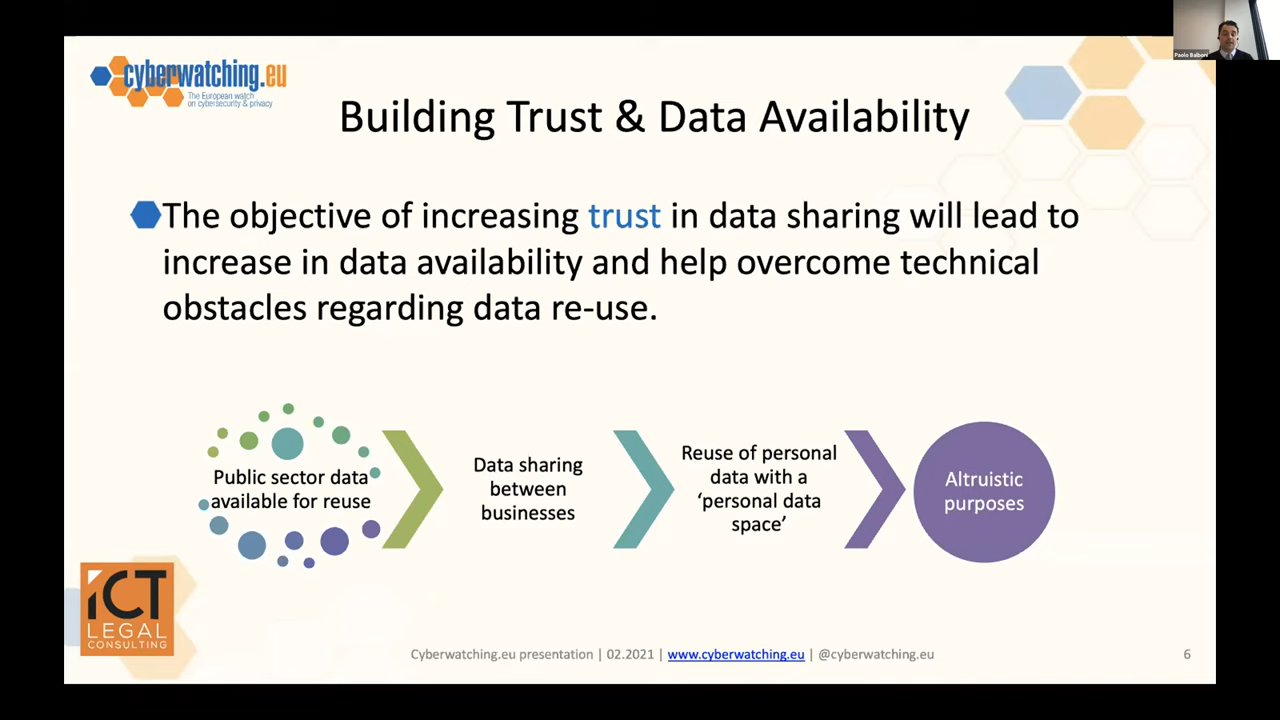 Paolo Balboni
cyberwatching.eu
The European watch
on cybersecurity & privacy
Building Trust & Data Availability
The objective of increasing trust in data sharing will lead to
increase in data availability and help overcome technical
obstacles regarding data re-use.
Public sector data
available for reuse
Data sharing
between
businesses
Reuse of personal
data with a
‘personal data
space’
Altruistic
purposes
iCT
LEGAL
CONSULTING
Cyberwatching.eu presentation | 02.2021 | www.cyberwatching.eu | @cyberwatching.eu
6